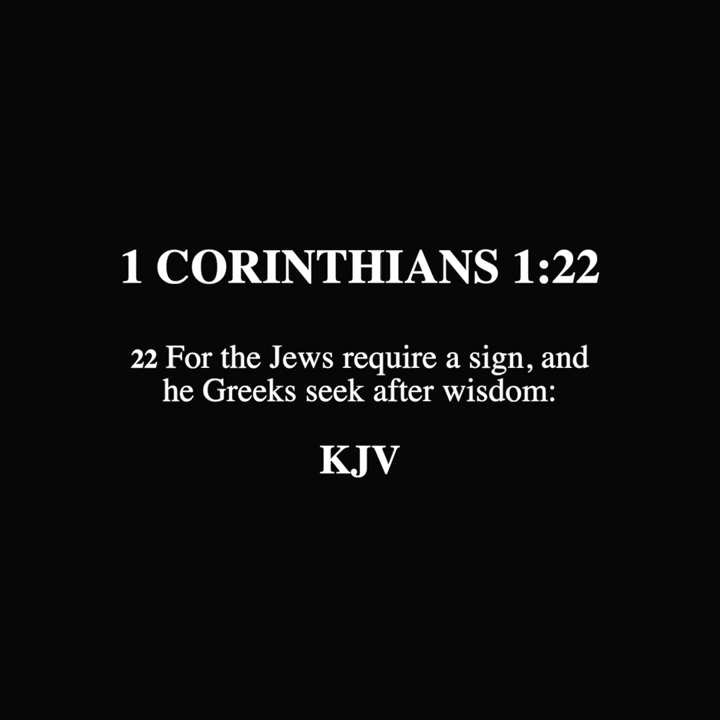 1 CORINTHIANS 1:22
22 For the Jews require a sign, and
he Greeks seek after wisdom:
KJV